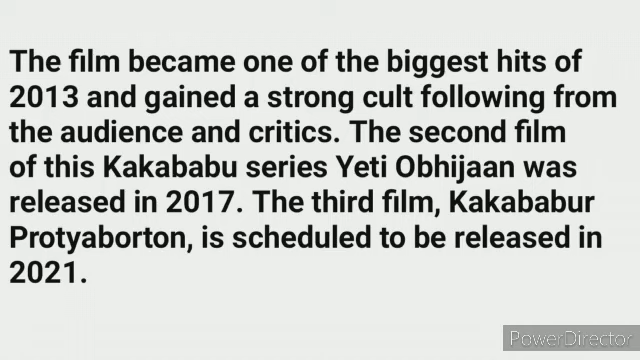 The film became one of the biggest hits of
2013 and gained a strong cult following from
the audience and critics. The second film
of this Kakababu series Yeti Obhijaan was
released in 2017. The third film, Kakababur
Protyaborton, is scheduled to be released in
2021.
PowerDirector